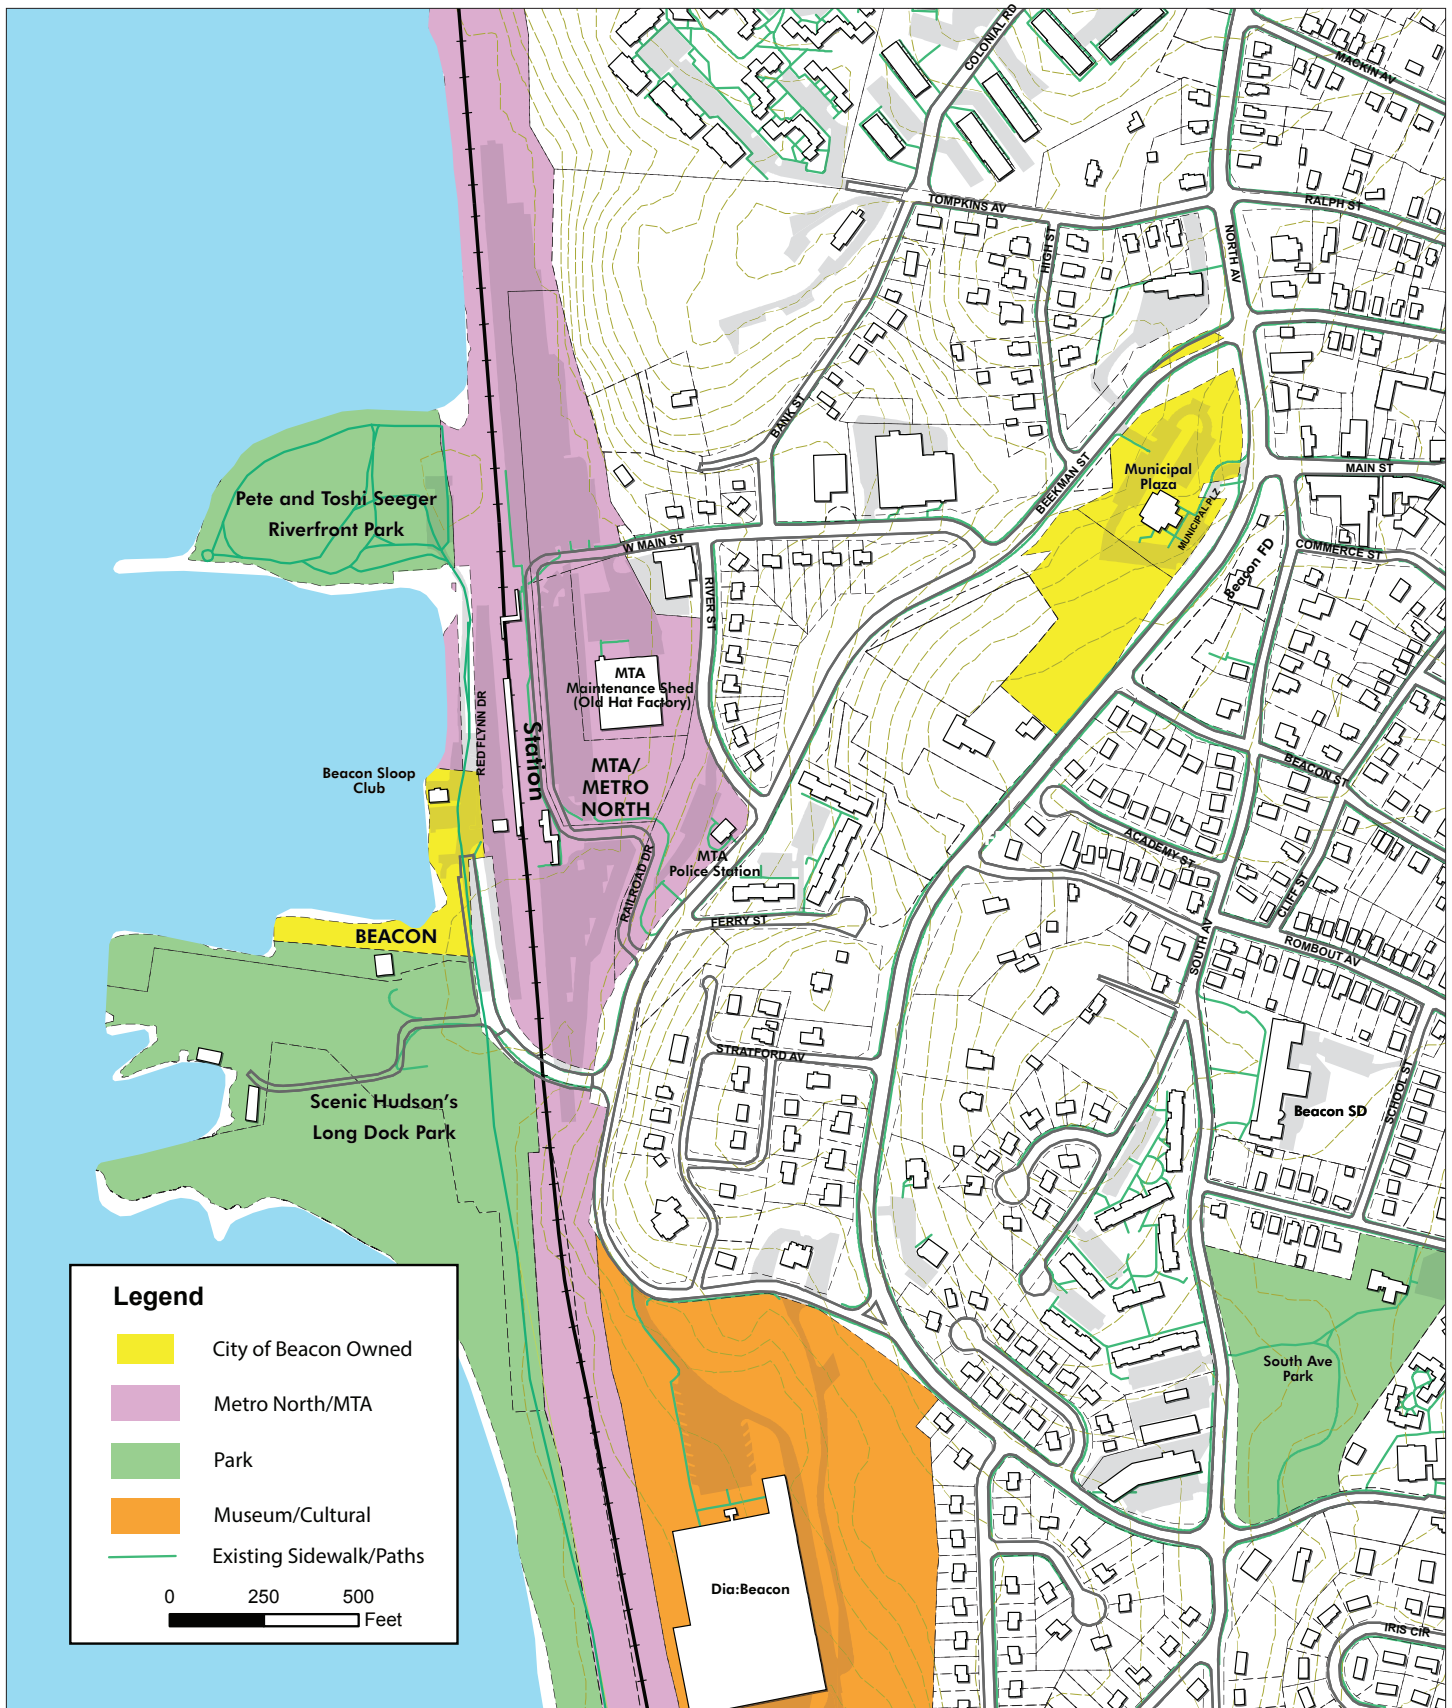 COLONIAL RD
MACKIN AV
TOMPKINS AV
RALPH ST
HIGH ST
NORTH AV
BANK ST
BEEKMAN ST
Municipal
Plaza
MUNICIPAL PLZ
MAIN ST
Pete and Toshi Seeger
Riverfront Park
W MAIN ST
COMMERCE ST
Beacon FD
RIVER ST
MTA
Maintenance Shed
(Old Hat Factory)
RED FLYNN DR
Station
Beacon Sloop
Club
MTA/
METRO
NORTH
BEACON ST
ACADEMY ST
MTA
Police Station
RAILROAD DR
CLIFF ST
FERRY ST
BEACON
SOUTH AV
ROMBOUT AV
STRATFORD AV
SCHOOL ST
Scenic Hudson's
Long Dock Park
Beacon SD
South Ave
Park
Legend
City of Beacon Owned
Metro North/MTA
Park
Museum/Cultural
Existing Sidewalk/Paths
0 250 500
Feet
Dia:Beacon
IRIS CIR